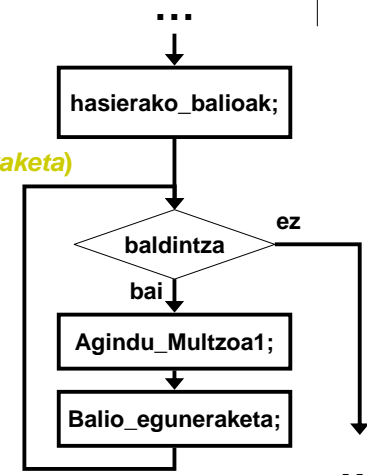 ...
hasierako_balioak;
aketa)
baldintza
ez
bai
Agindu_Multzoa1;
Balio_eguneraketa;